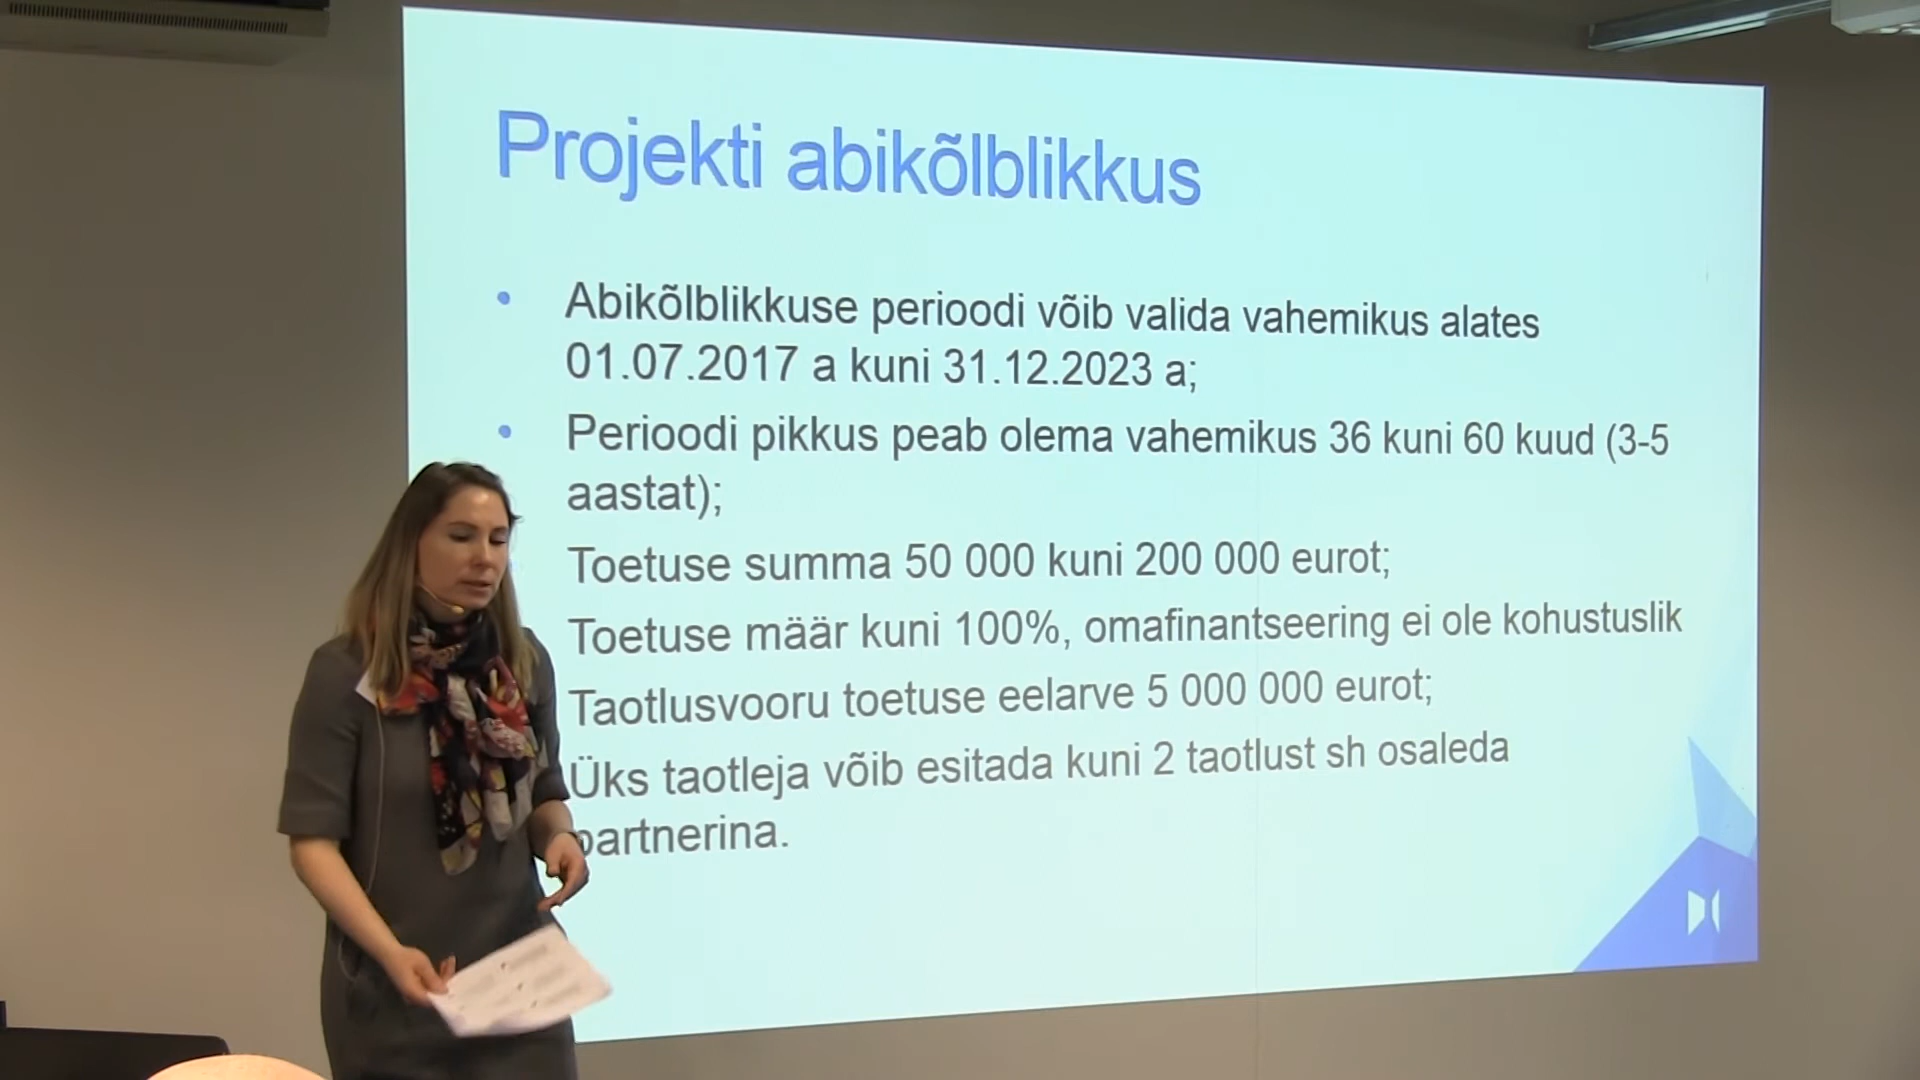 Projekti abikõlblikkus
• Abikõlblikkuse perioodi võib valida vahemikus alates
01.07.2017 a kuni 31.12.2023 a;
• Perioodi pikkus peab olema vahemikus 36 kuni 60 kuud (3-5
aastat);
Toetuse summa 50 000 kuni 200 000 eurot;
Toetuse määr kuni 100%, omafinantseering ei ole kohustuslik
Taotlusvooru toetuse eelarve 5 000 000 eurot;
Üks taotleja võib esitada kuni 2 taotlust sh osaleda
partnerina.